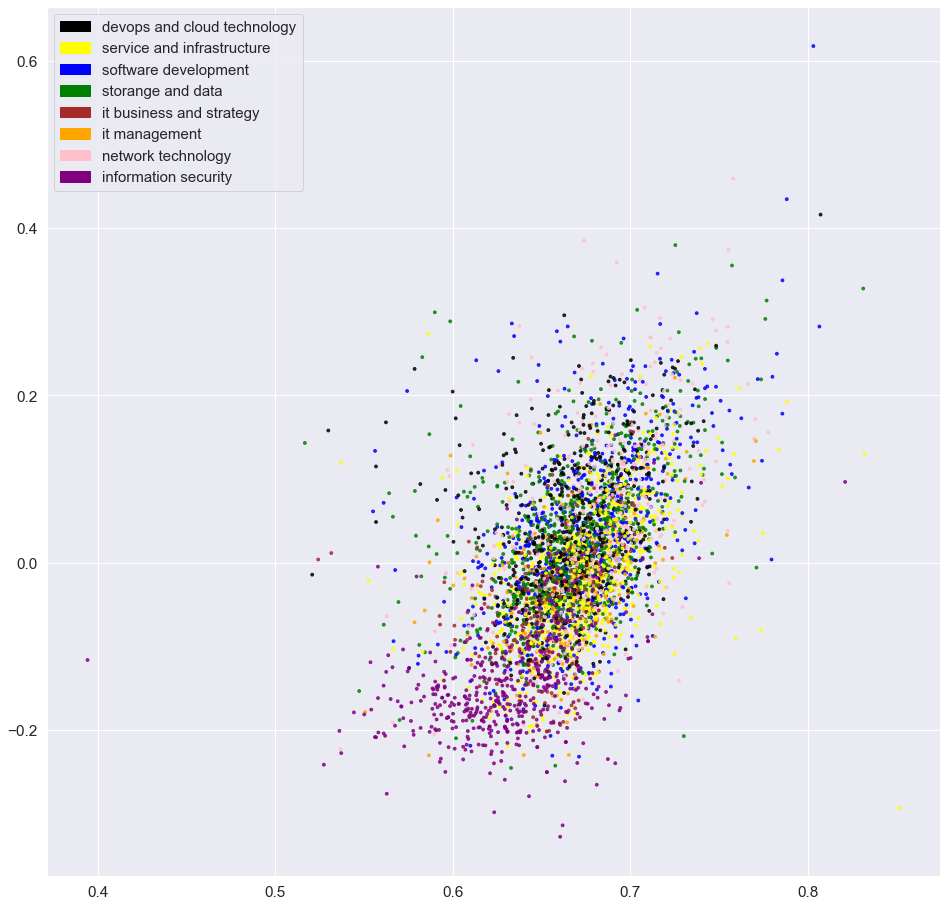 devops and cloud technology
service and infrastructure
software development
storange and data
it business and strategy
it management
network technology
information security
0.6
0.4
0.2
0.0
−0.2
0.4 0.5 0.6 0.7 0.8